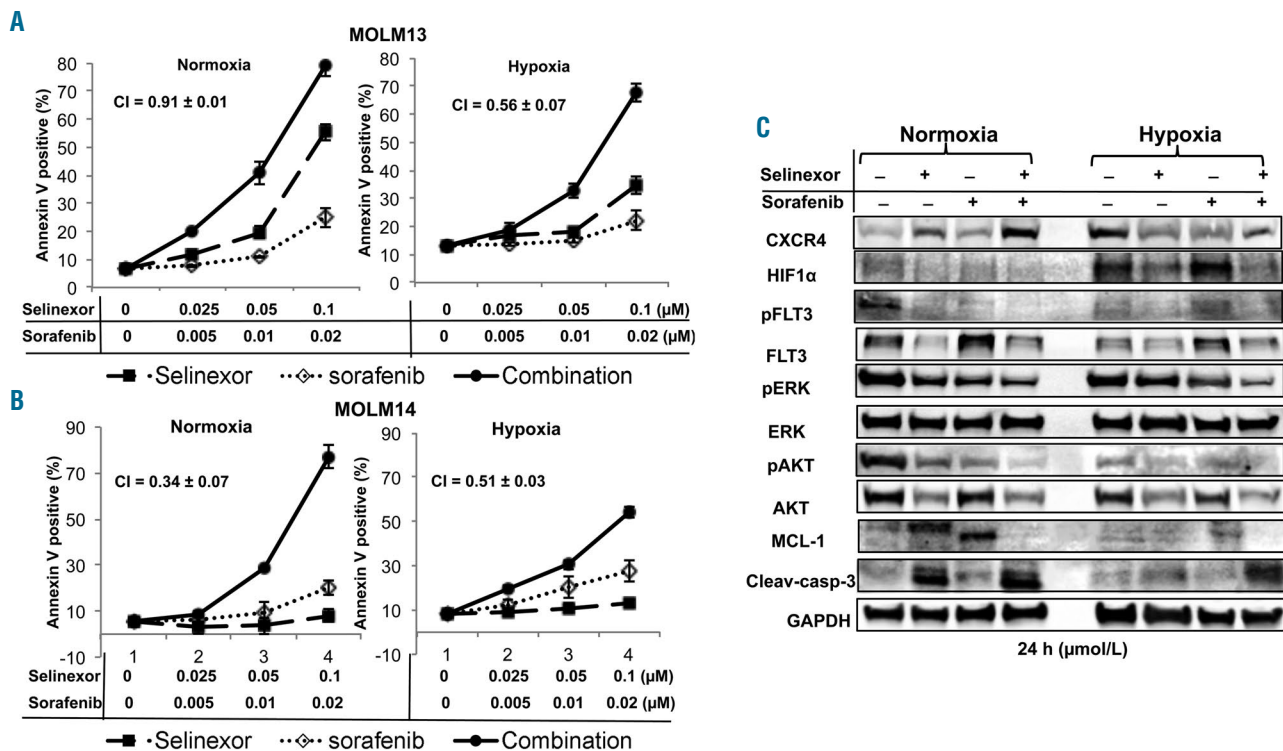 A
MOLM13
Normoxia
CI = 0.91 ± 0.01
Annexin V positive (%)
80
70
60
50
40
30
20
10
0
Hypoxia
CI = 0.56 ± 0.07
Annexin V positive (%)
80
70
60
50
40
30
20
10
0
Selinexor 0 0.025 0.05 0.1 0 0.025 0.05 0.1 (μM)
Sorafenib 0 0.005 0.01 0.02 0 0.005 0.01 0.02 (μM)
Selinexor sorafenib Combination
B
MOLM14
Normoxia
CI = 0.34 ± 0.07
Annexin V positive (%)
90
70
50
30
10
-10
1 2 3 4
Hypoxia
CI = 0.51 ± 0.03
Annexin V positive (%)
90
70
50
30
10
-10
1 2 3 4
Selinexor 0 0.025 0.05 0.1 0 0.025 0.05 0.1 (μM)
Sorafenib 0 0.005 0.01 0.02 0 0.005 0.01 0.02 (μM)
Selinexor sorafenib Combination
C
Normoxia Hypoxia
Selinexor – + – + – + – +
Sorafenib – – + + – – + +
CXCR4
HIF1α
pFLT3
FLT3
pERK
ERK
pAKT
AKT
MCL-1
Cleav-casp-3
GAPDH
24 h (μmol/L)